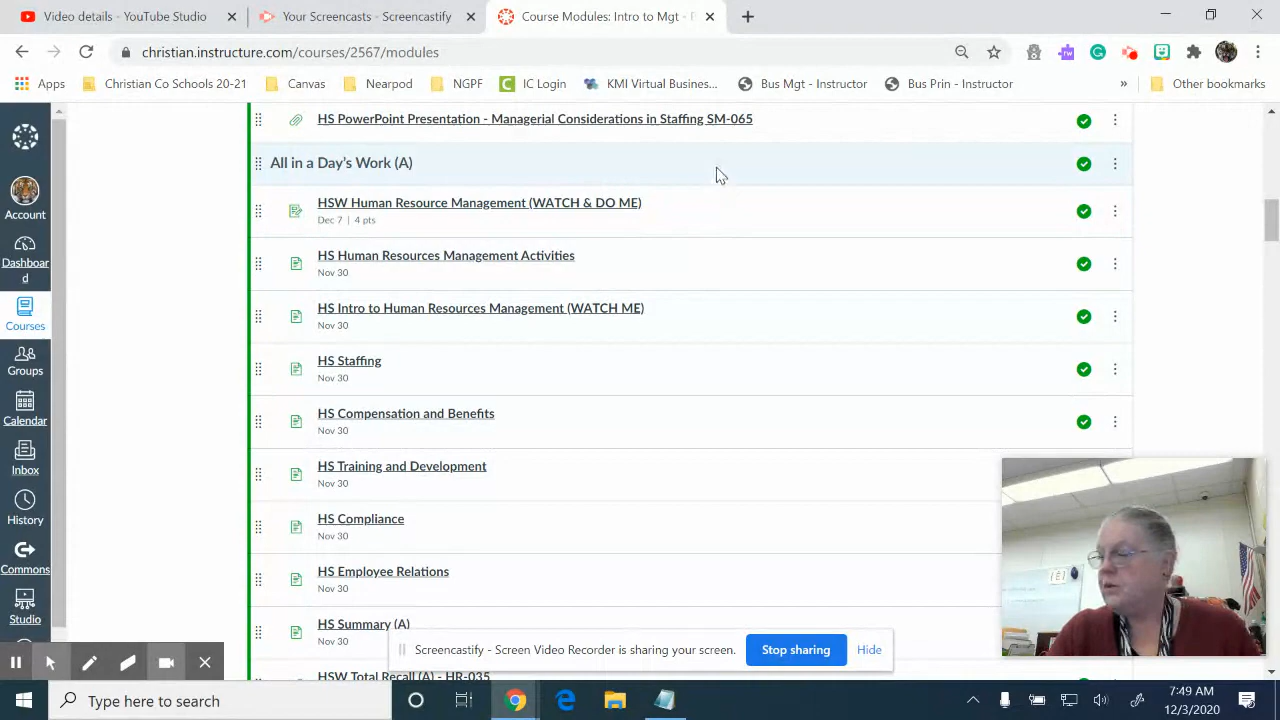 Video details - YouTube Studio
Your Screencasts - Screencastify
Course Modules: Intro to Mgt -
christian.instructure.com/courses/2567/modules
Apps
Christian Co Schools 20-21
Canvas
Nearpod
NGPF
IC Login
KMI Virtual Busines...
Bus Mgt - Instructor
Bus Prin - Instructor
»
Other bookmarks
HS PowerPoint Presentation - Managerial Considerations in Staffing SM-065
All in a Day's Work (A)
HSW Human Resource Management (WATCH & DO ME)
Dec 7 | 4 pts
HS Human Resources Management Activities
Nov 30
HS Intro to Human Resources Management (WATCH ME)
Nov 30
HS Staffing
Nov 30
HS Compensation and Benefits
Nov 30
HS Training and Development
Nov 30
HS Compliance
Nov 30
HS Employee Relations
Nov 30
HS Summary (A)
Nov 30
HSW Total Recall (A) - HR-035
Account
Dashboar
d
Courses
Groups
Calendar
Inbox
History
Commons
Studio
Screencastify - Screen Video Recorder is sharing your screen.
Stop sharing
Hide
Type here to search
7:49 AM
12/3/2020